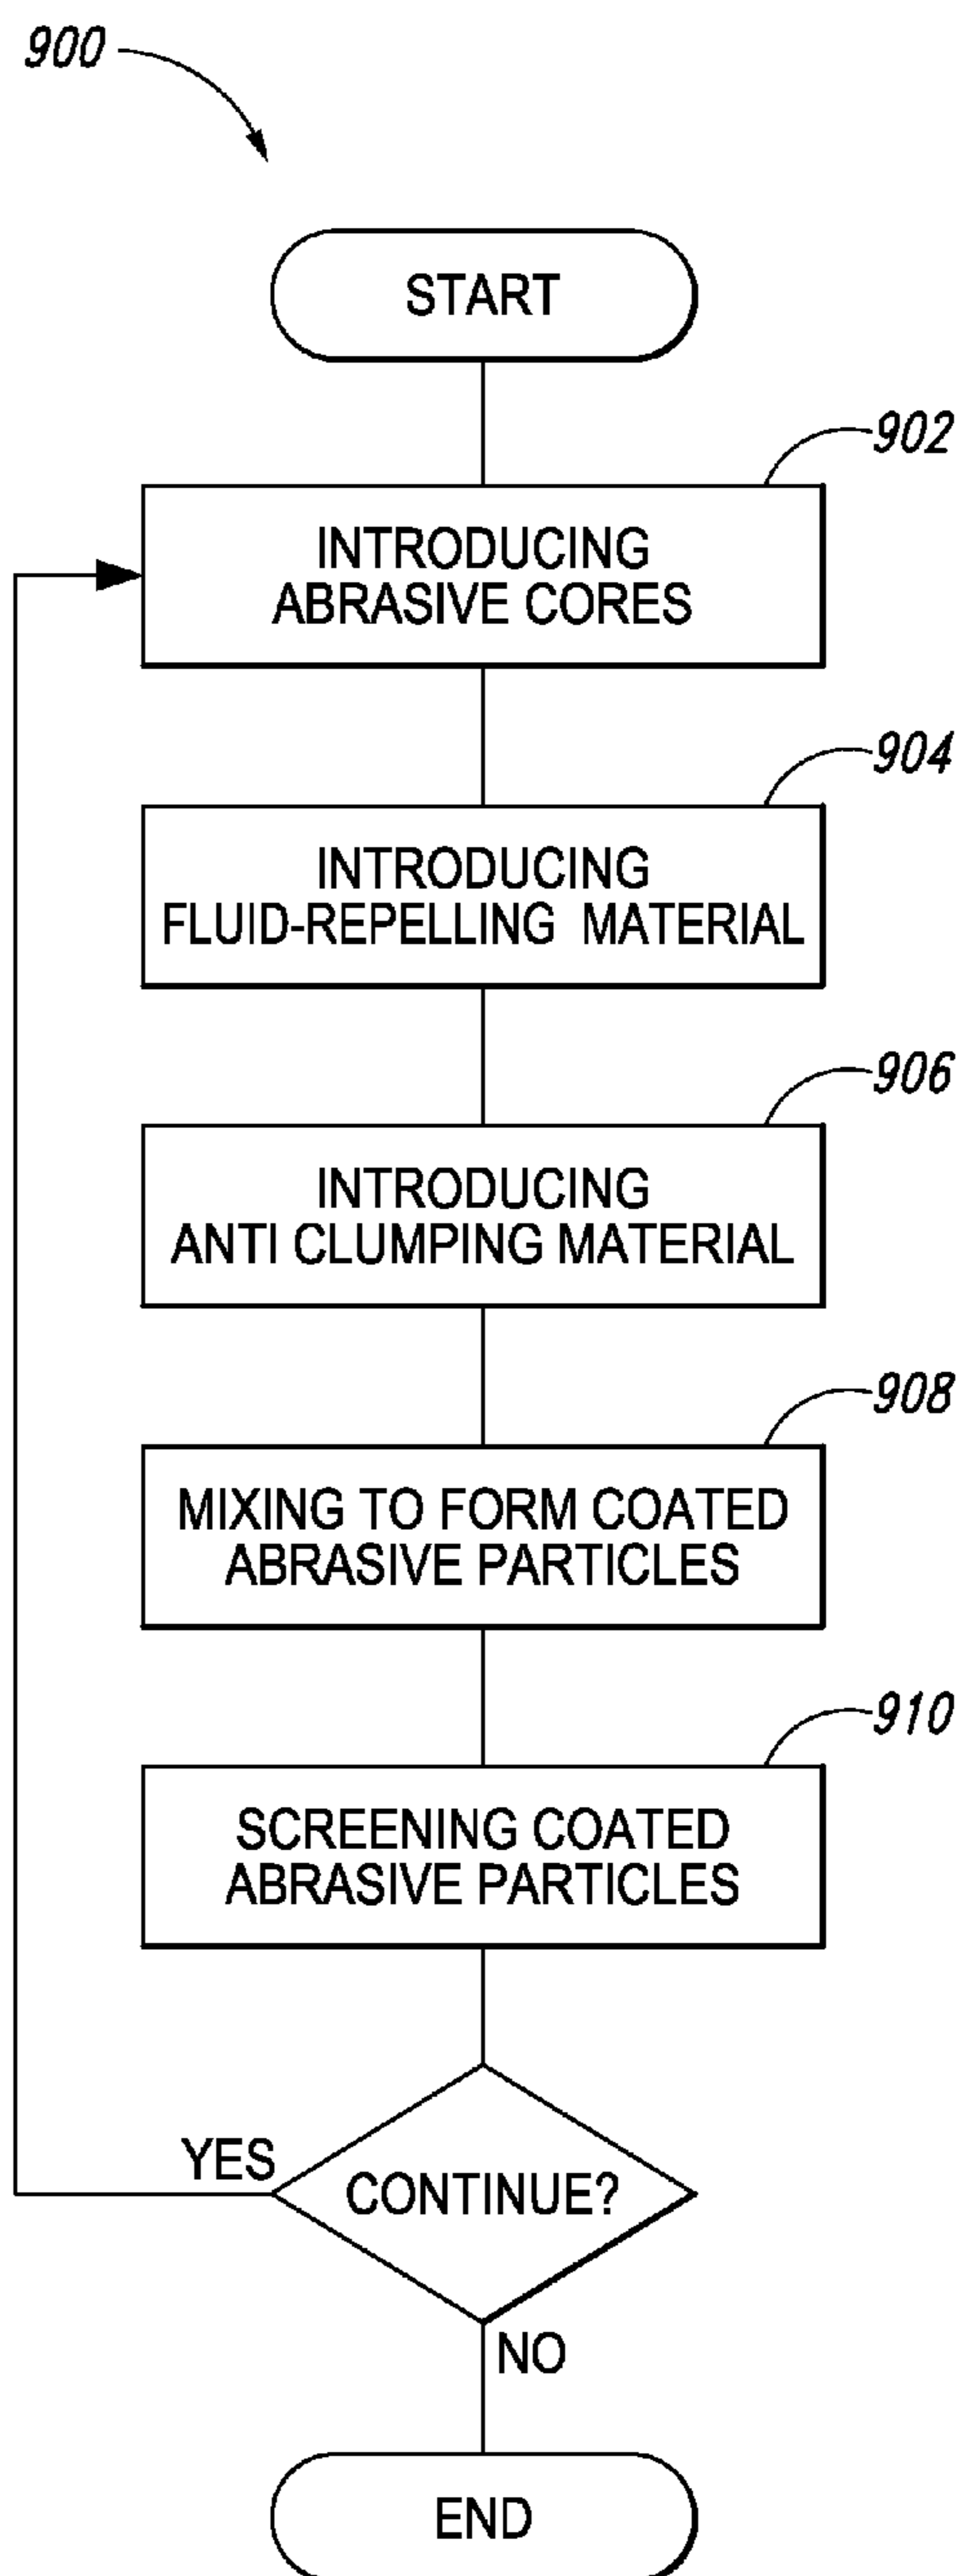 900
START
902
INTRODUCING
ABRASIVE CORES
904
INTRODUCING
FLUID-REPELLING MATERIAL
906
INTRODUCING
ANTI CLUMPING MATERIAL
908
MIXING TO FORM COATED
ABRASIVE PARTICLES
910
SCREENING COATED
ABRASIVE PARTICLES
YES
CONTINUE?
NO
END